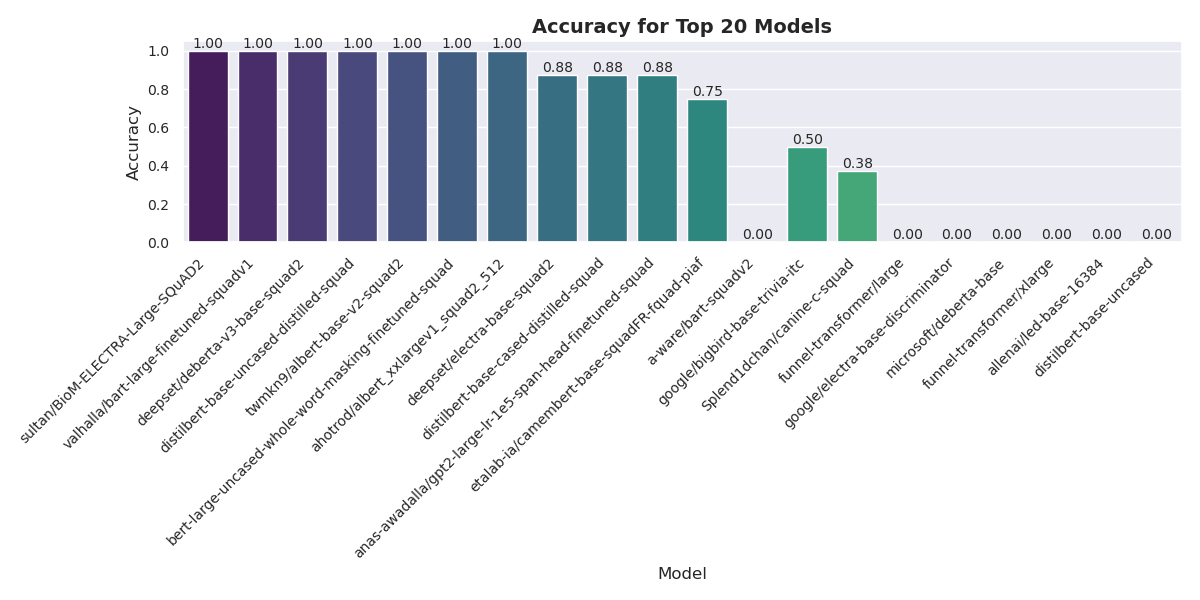 Accuracy for Top 20 Models
1.00 1.00 1.00 1.00 1.00 1.00 1.00 0.88 0.88 0.88 0.75 0.00 0.50 0.38 0.00 0.00 0.00 0.00 0.00 0.00
Accuracy
1.0
0.8
0.6
0.4
0.2
0.0
sultan/BioM-ELECTRA-Large-SQuAD2
valhalla/bart-large-finetuned-squadv1
deepset/deberta-v3-base-squad2
distilbert-base-uncased-distilled-squad
twmkn9/albert-base-v2-squad2
bert-large-uncased-whole-word-masking-finetuned-squad
ahotrod/albert_xxlargev1_squad2_512
deepset/electra-base-squad2
distilbert-base-cased-distilled-squad
anas-awadalla/gpt2-large-lr-1e5-span-head-finetuned-squad
etalab-ia/camembert-base-squadFR-fquad-piaf
a-ware/bart-squadv2
google/bigbird-base-trivia-itc
Splend1dchan/canine-c-squad
funnel-transformer/large
google/electra-base-discriminator
microsoft/deberta-base
funnel-transformer/xlarge
allenai/led-base-16384
distilbert-base-uncased
Model